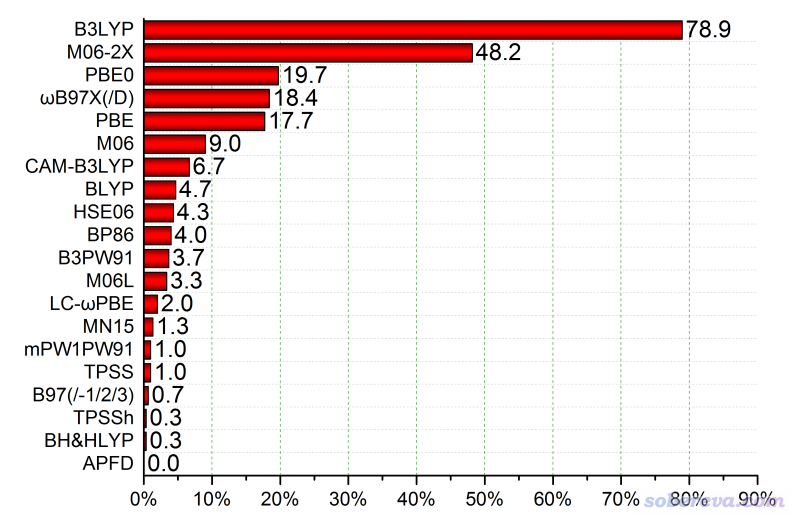 B3LYP 78.9
M06-2X 48.2
PBE0 19.7
ωB97X(/D) 18.4
PBE 17.7
M06 9.0
CAM-B3LYP 6.7
BLYP 4.7
HSE06 4.3
BP86 4.0
B3PW91 3.7
M06L 3.3
LC-ωPBE 2.0
MN15 1.3
mPW1PW91 1.0
TPSS 1.0
B97(/-1/2/3) 0.7
TPSSh 0.3
BH&HLYP 0.3
APFD 0.0
0% 10% 20% 30% 40% 50% 60% 70% 80% 90%
sobereva.com